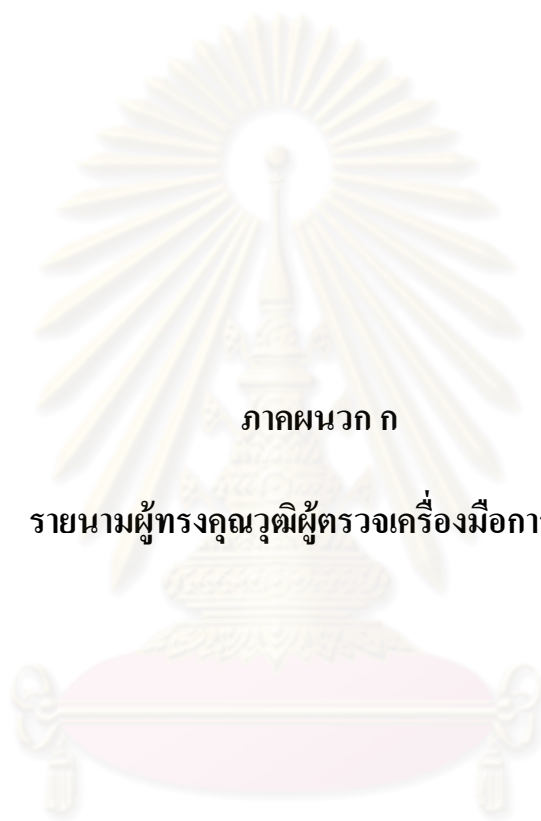 ภาคผนวก ก
รายนามผู้ทรงคุณวุฒิผู้ตรวจเครื่องมือการ